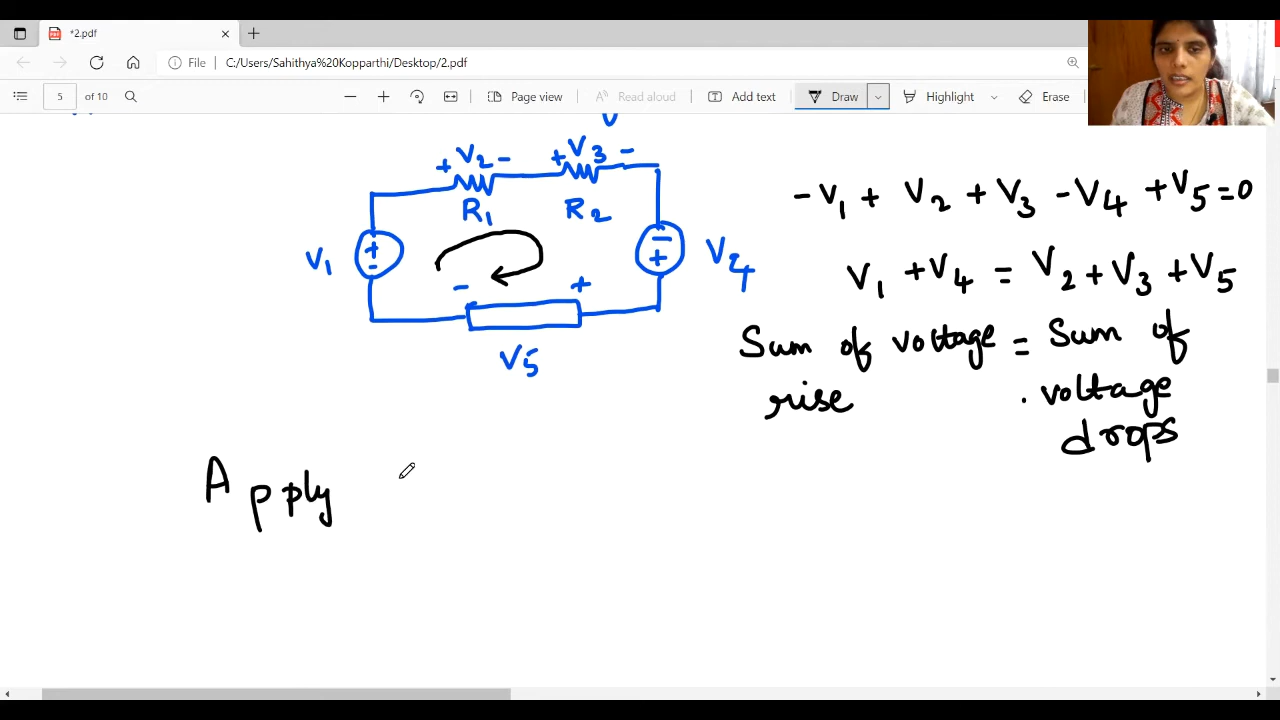 *2.pdf
File C:/Users/Sahithya%20Kopparthi/Desktop/2.pdf
5 of 10 Page view Read aloud Add text Draw Highlight Erase
+ V2 - + V3 -
R1 R2
V1 + - - + V4
- +
V5
-V1 + V2 + V3 - V4 + V5 = 0
V1 + V4 = V2 + V3 + V5
Sum of voltage rise = Sum of voltage drops
Apply